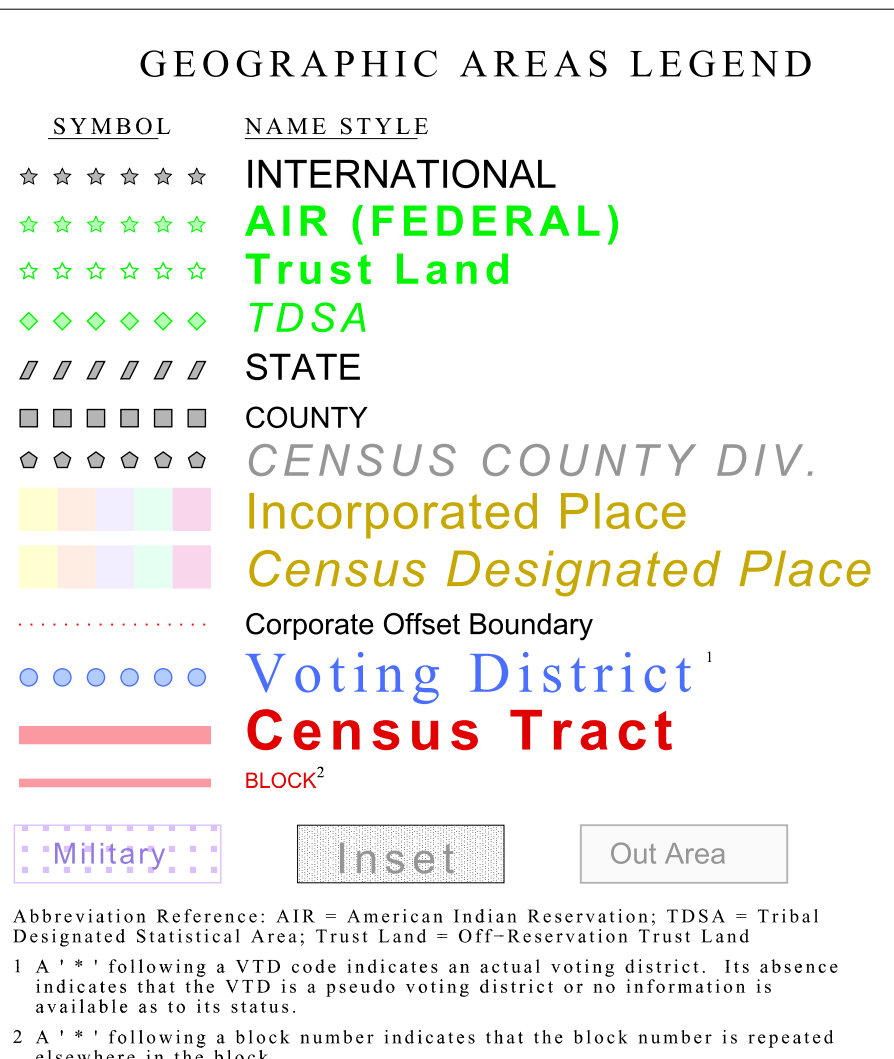 GEOGRAPHIC AREAS LEGEND
SYMBOL NAME STYLE
INTERNATIONAL
AIR (FEDERAL)
Trust Land
TDSA
STATE
COUNTY
CENSUS COUNTY DIV.
Incorporated Place
Census Designated Place
Corporate Offset Boundary
Voting District 1
Census Tract
BLOCK2
Military Inset Out Area
Abbreviation Reference: AIR = American Indian Reservation; TDSA = Tribal
Designated Statistical Area; Trust Land = Off-Reservation Trust Land
1 A ' * ' following a VTD code indicates an actual voting district. Its absence
indicates that the VTD is a pseudo voting district or no information is
available as to its status.
2 A ' * ' following a block number indicates that the block number is repeated
elsewhere in the block